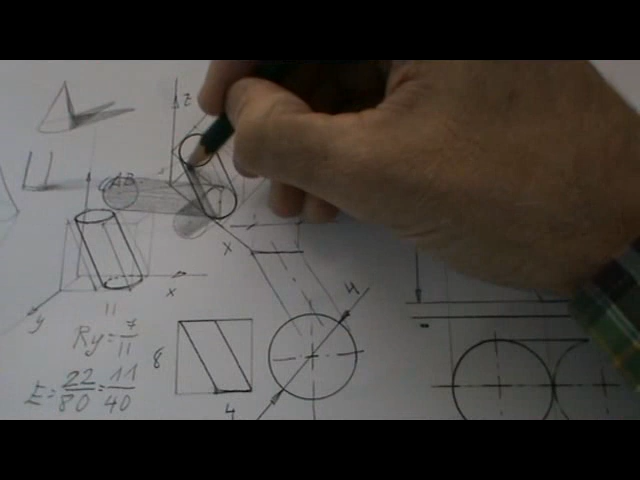 z
x
x
y
11
Ry = 7/11
8
E = 22/80 = 11/40
4
4